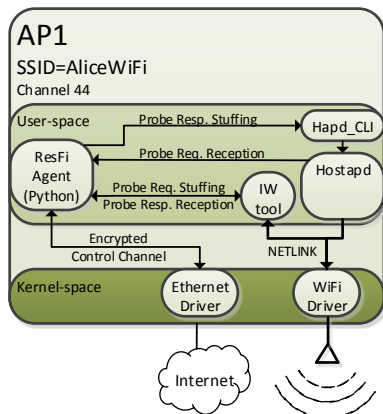 AP1
SSID=AliceWiFi
Channel 44
User-space
Probe Resp. Stuffing
Hapd_CLI
ResFi
Agent
(Python)
Probe Req. Reception
Hostapd
Probe Req. Stuffing
Probe Resp. Reception
IW
tool
Encrypted
Control Channel
NETLINK
Kernel-space
Ethernet
Driver
WiFi
Driver
Internet